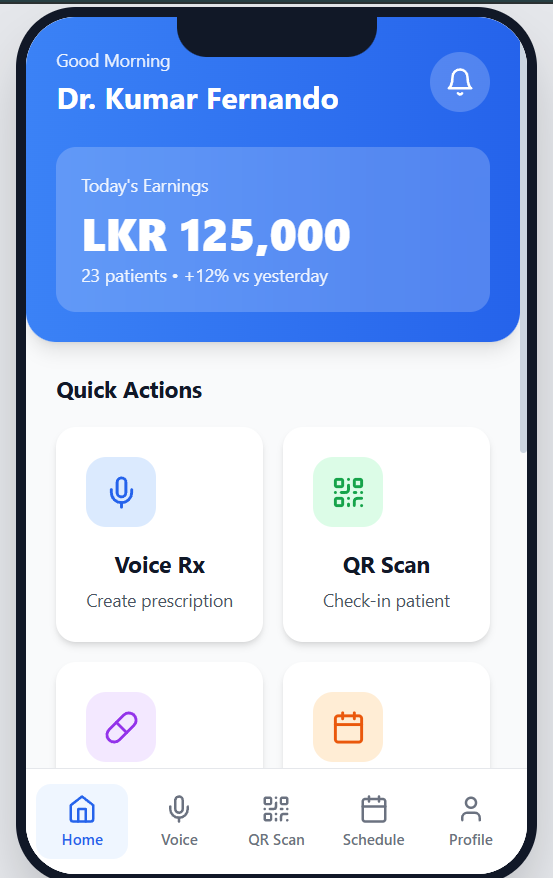 Good Morning
Dr. Kumar Fernando
Today's Earnings
LKR 125,000
23 patients • +12% vs yesterday
Quick Actions
Voice Rx
Create prescription
QR Scan
Check-in patient
Home
Voice
QR Scan
Schedule
Profile